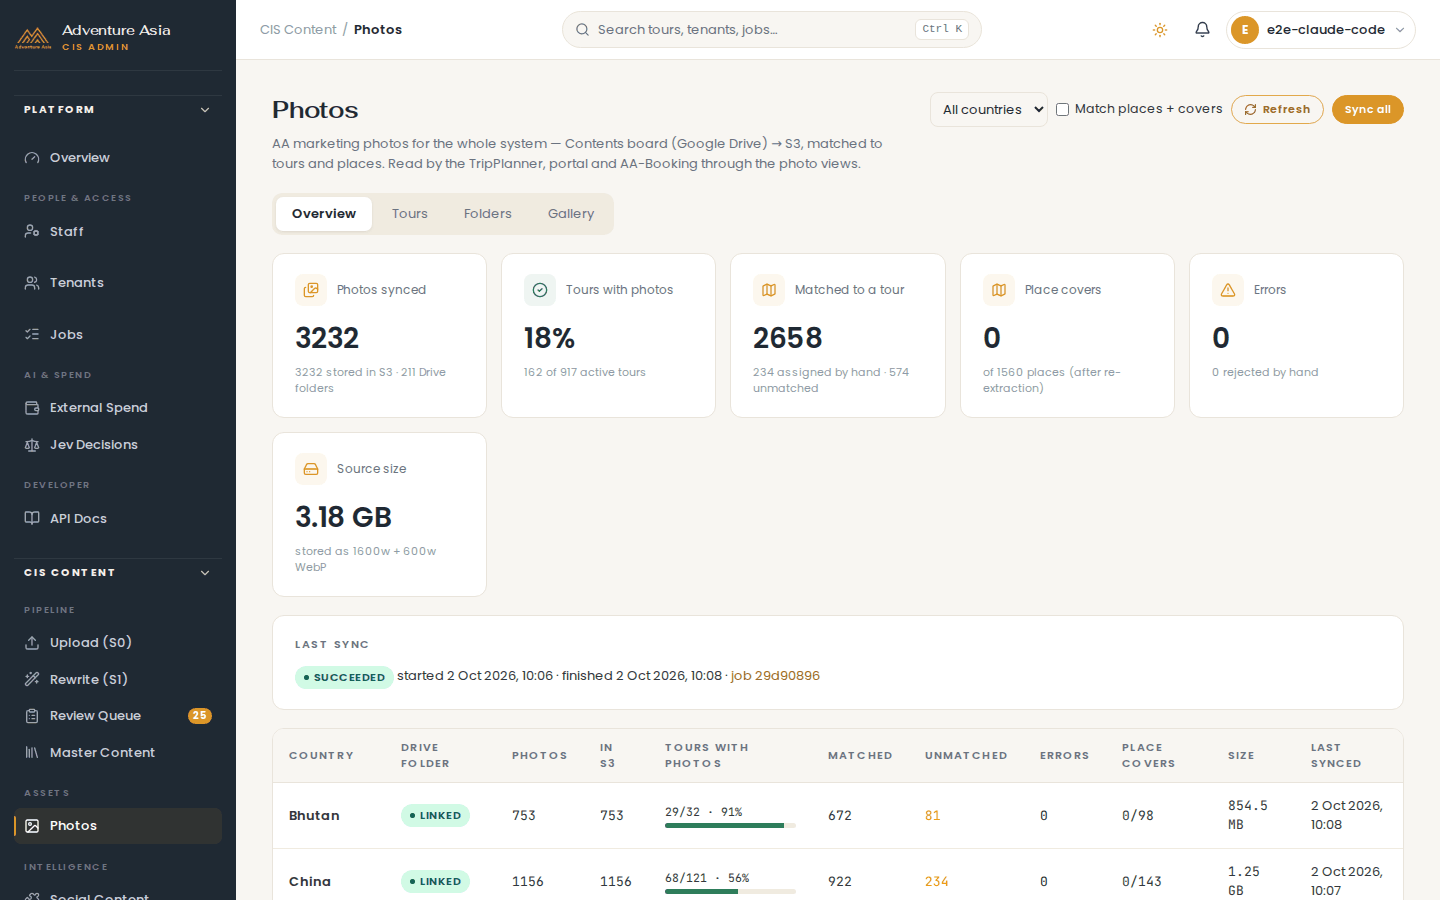 Adventure Asia
CIS ADMIN
Adventure Asia
PLATFORM
Overview
PEOPLE & ACCESS
Staff
Tenants
Jobs
AI & SPEND
External Spend
Jev Decisions
DEVELOPER
API Docs
CIS CONTENT
PIPELINE
Upload (S0)
Rewrite (S1)
Review Queue 25
Master Content
ASSETS
Photos
INTELLIGENCE
Social Content
CIS Content / Photos
Search tours, tenants, jobs... Ctrl K
E e2e-claude-code
Photos
All countries Match places + covers Refresh Sync all
AA marketing photos for the whole system — Contents board (Google Drive) → S3, matched to
tours and places. Read by the TripPlanner, portal and AA-Booking through the photo views.
Overview Tours Folders Gallery
Photos synced
3232
3232 stored in S3 · 211 Drive
folders
Tours with photos
18%
162 of 917 active tours
Matched to a tour
2658
234 assigned by hand · 574
unmatched
Place covers
0
of 1560 places (after re-
extraction)
Errors
0
0 rejected by hand
Source size
3.18 GB
stored as 1600w + 600w
WebP
LAST SYNC
SUCCEEDED started 2 Oct 2026, 10:06 · finished 2 Oct 2026, 10:08 · job 29d90896
COUNTRY DRIVE FOLDER PHOTOS IN S3 TOURS WITH PHOTOS MATCHED UNMATCHED ERRORS PLACE COVERS SIZE LAST SYNCED
Bhutan LINKED 753 753 29/32 · 91% 672 81 0 0/98 854.5 MB 2 Oct 2026, 10:08
China LINKED 1156 1156 68/121 · 56% 922 234 0 0/143 1.25 GB 2 Oct 2026, 10:07